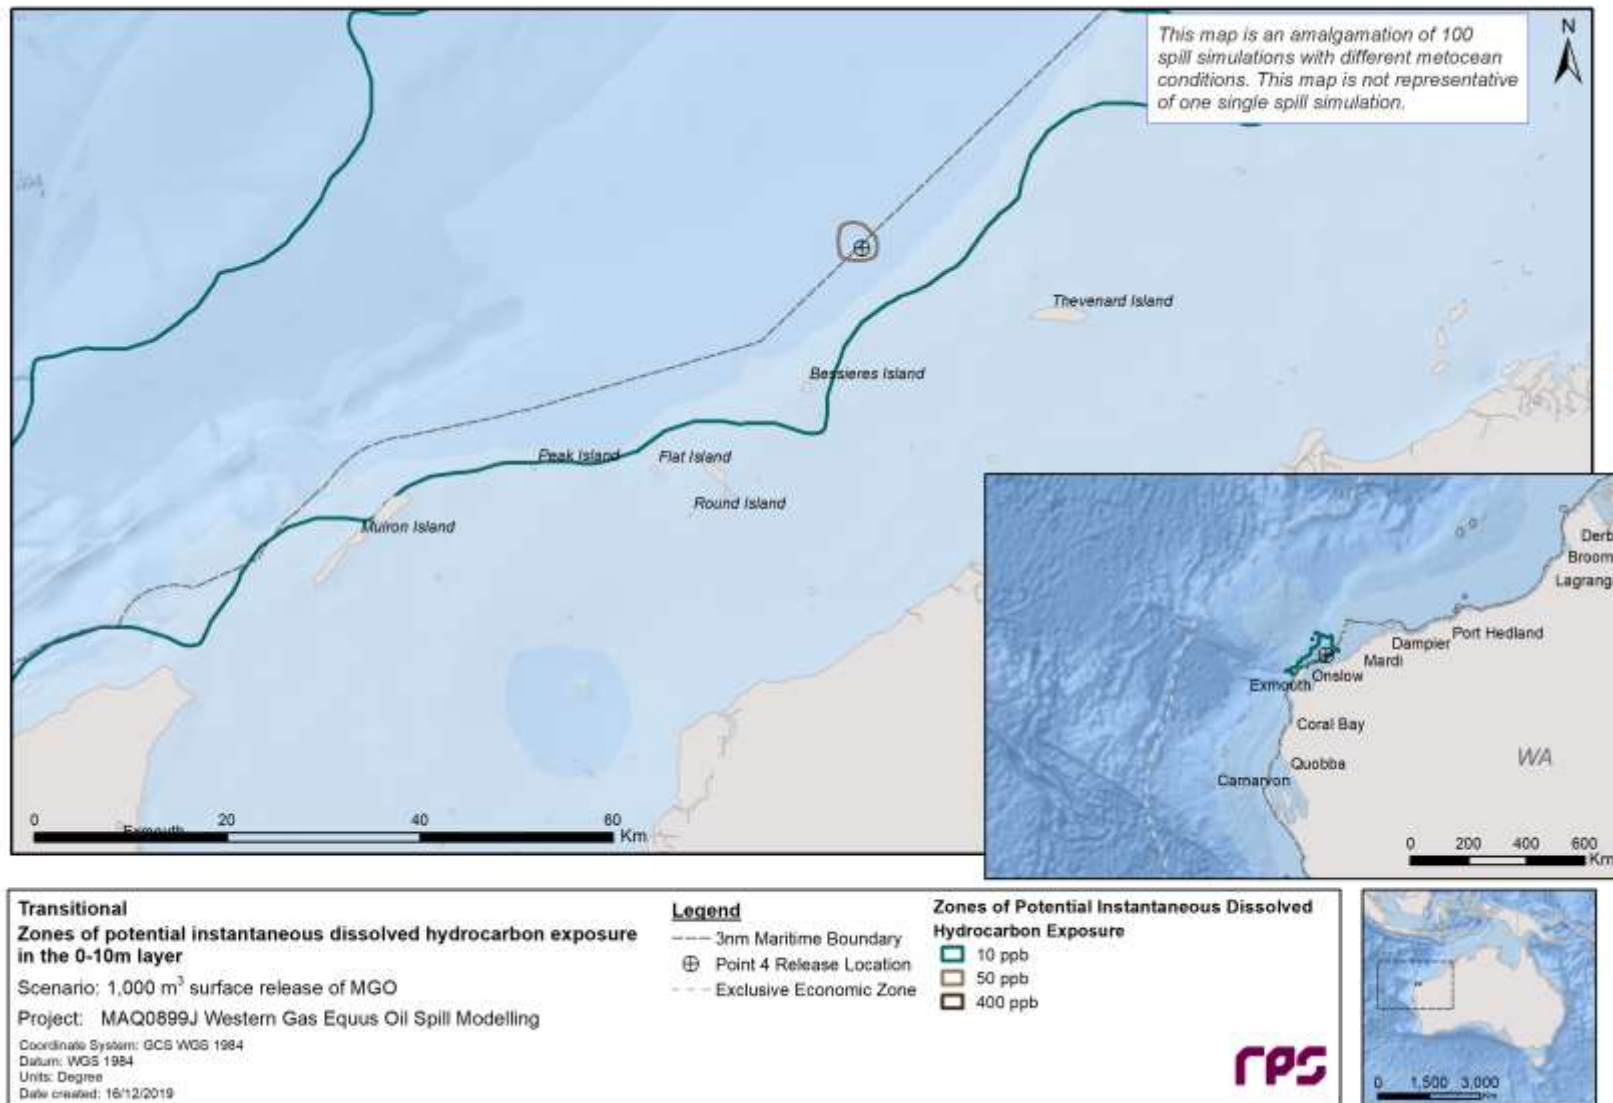 This map is an amalgamation of 100
spill simulations with different metocean
conditions. This map is not representative
of one single spill simulation.
N
Thevenard Island
Bessieres Island
Peak Island
Flat Island
Round Island
Muiron Island
0 20 40 60 Km
Exmouth
Derb
Broom
Lagrang
Port Hedland
Dampier
Mardi
Onslow
Exmouth
Coral Bay
WA
Quobba
Carnarvon
0 200 400 600
Km
Transitional
Zones of potential instantaneous dissolved hydrocarbon exposure
in the 0-10m layer
Scenario: 1,000 m³ surface release of MGO
Project: MAQ0899J Western Gas Equus Oil Spill Modelling
Coordinate System: GCS WGS 1984
Datum: WGS 1984
Units: Degree
Date created: 16/12/2019
Legend
3nm Maritime Boundary
Point 4 Release Location
Exclusive Economic Zone
Zones of Potential Instantaneous Dissolved
Hydrocarbon Exposure
10 ppb
50 ppb
400 ppb
rps
0 1,500 3,000
Km